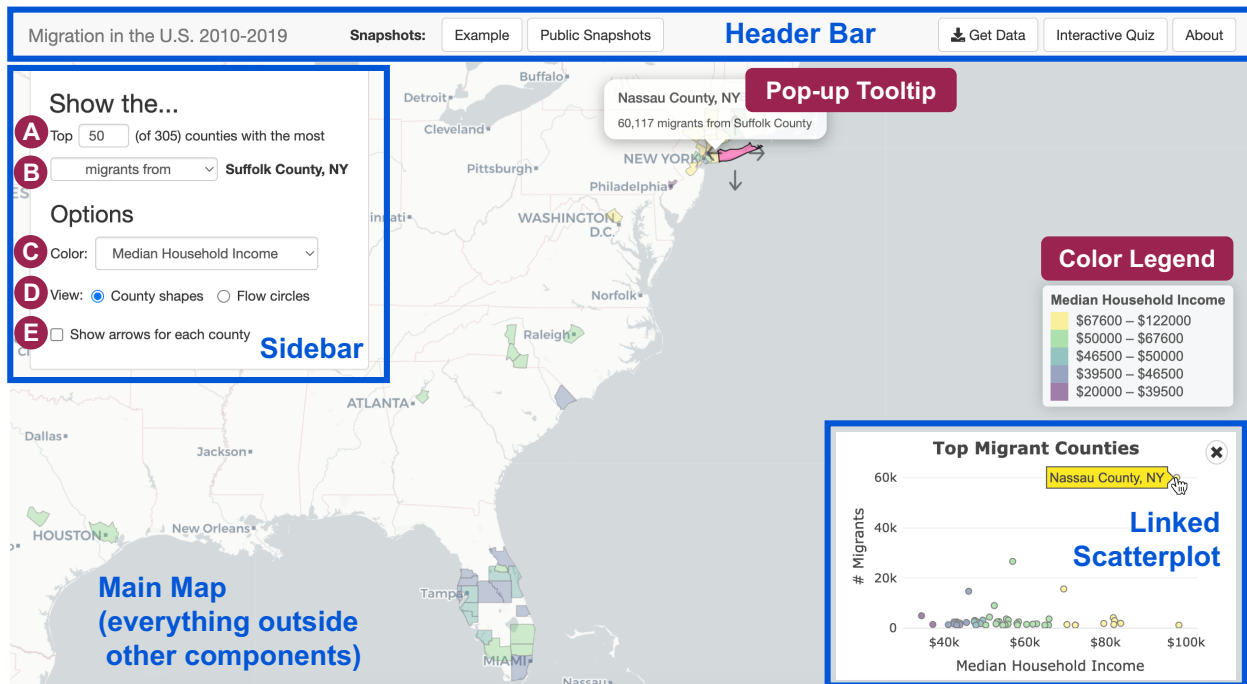 Migration in the U.S. 2010-2019 Snapshots: Example Public Snapshots Header Bar Get Data Interactive Quiz About
Show the...
A Top 50 (of 305) counties with the most
B migrants from Suffolk County, NY
Options
C Color: Median Household Income
D View: County shapes Flow circles
E Show arrows for each county
Sidebar
Buffalo
Detroit
Cleveland
Pittsburgh
NEW YORK
Philadelphia
WASHINGTON,
D.C.
Norfolk
Raleigh
ATLANTA
Dallas
Jackson
HOUSTON
New Orleans
Tampa
MIAMI
Nassau
Nassau County, NY
60,117 migrants from Suffolk County
Pop-up Tooltip
Color Legend
Median Household Income
$67600 – $122000
$50000 – $67600
$46500 – $50000
$39500 – $46500
$20000 – $39500
Main Map
(everything outside
other components)
Top Migrant Counties
Nassau County, NY
Linked
Scatterplot
# Migrants
60k
40k
20k
0
$40k $60k $80k $100k
Median Household Income